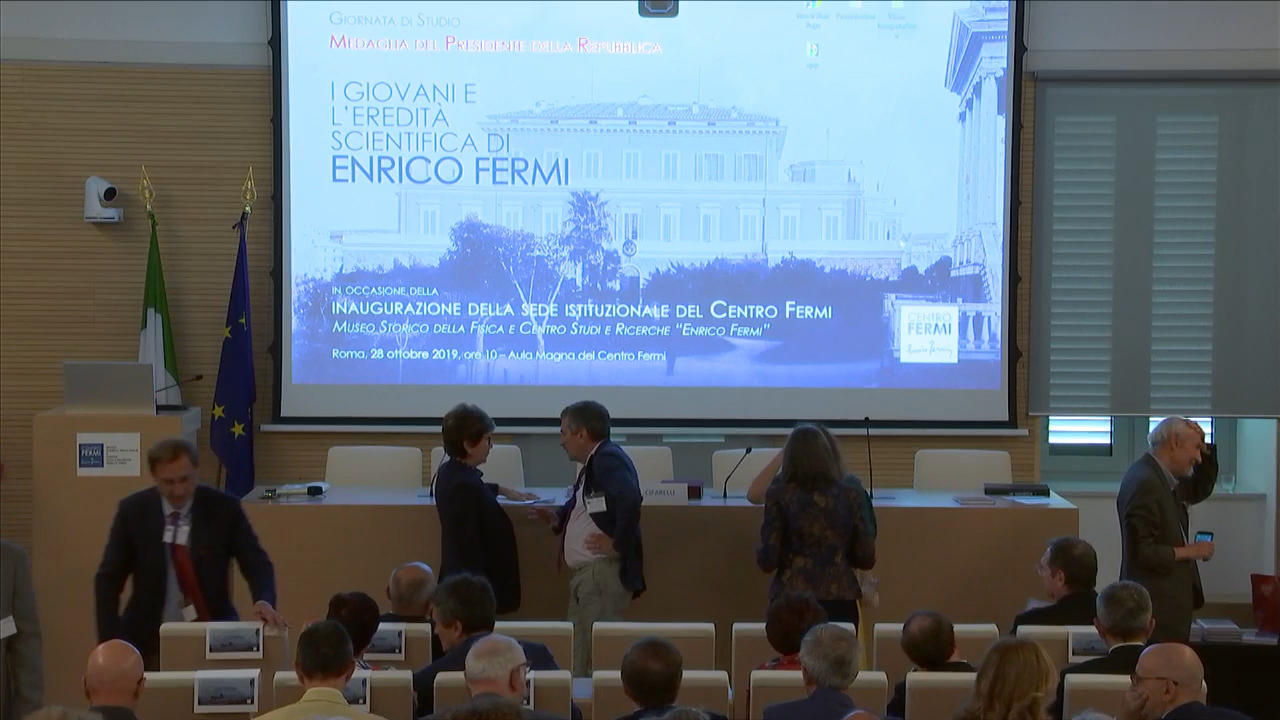 GIORNATA DI STUDIO
MEDAGLIA DEL PRESIDENTE DELLA REPUBBLICA
I GIOVANI E
L'EREDITÀ
SCIENTIFICA DI
ENRICO FERMI
IN OCCASIONE DELLA
INAUGURAZIONE DELLA SEDE ISTITUZIONALE DEL CENTRO FERMI
MUSEO STORICO DELLA FISICA E CENTRO STUDI E RICERCHE "ENRICO FERMI"
Roma, 28 ottobre 2019, ore 10 – Aula Magna del Centro Fermi
CENTRO
FERMI
FERMI
CIFARELLI